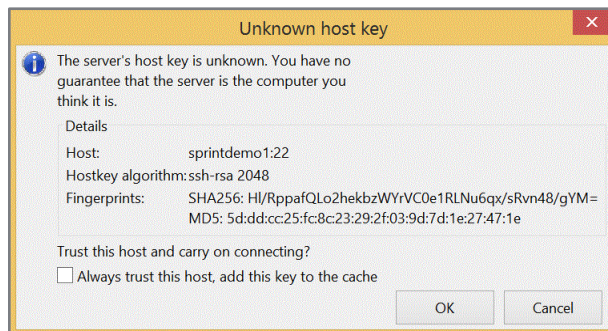 Unknown host key
The server's host key is unknown. You have no
guarantee that the server is the computer you
think it is.
Details
Host: sprintdemo1:22
Hostkey algorithm: ssh-rsa 2048
Fingerprints: SHA256: Hl/RppafQLo2hekbzWYrVC0e1RLNu6qx/sRvn48/gYM=
MD5: 5d:dd:cc:25:fc:8c:23:29:2f:03:9d:7d:1e:27:47:1e
Trust this host and carry on connecting?
Always trust this host, add this key to the cache
OK Cancel